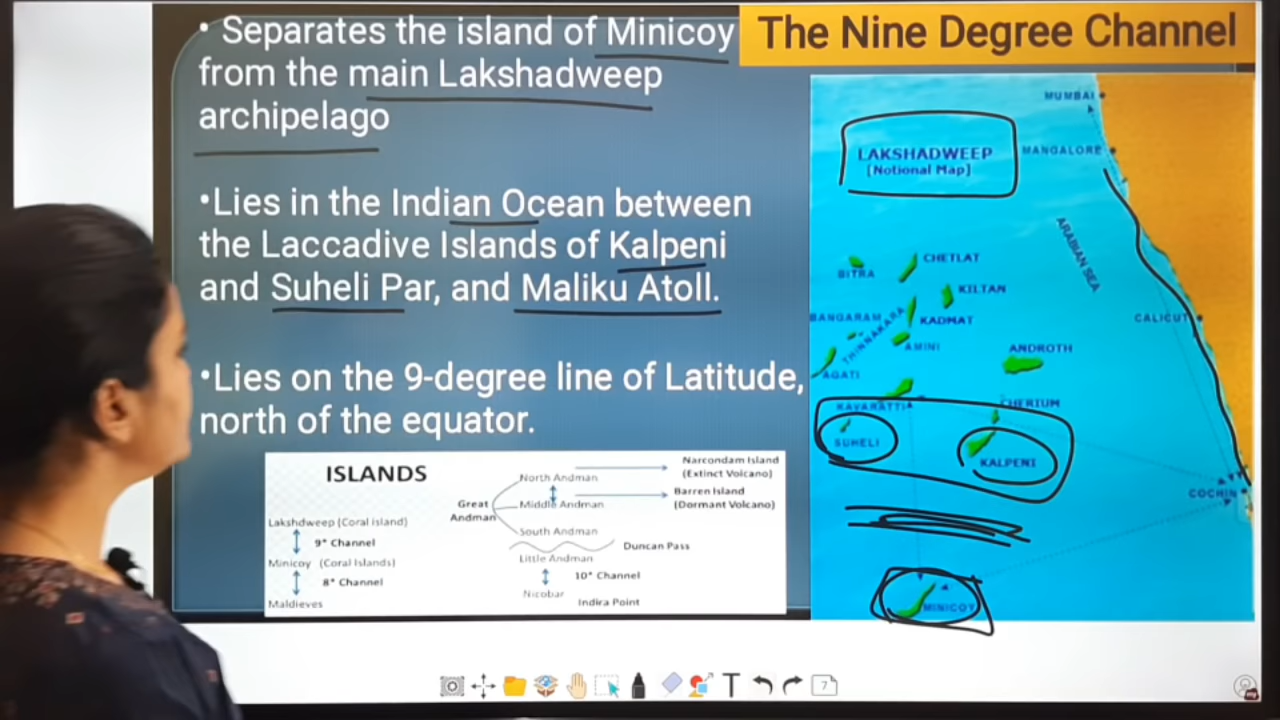 • Separates the island of Minicoy
from the main Lakshadweep
archipelago
•Lies in the Indian Ocean between
the Laccadive Islands of Kalpeni
and Suheli Par, and Maliku Atoll.
•Lies on the 9-degree line of Latitude,
north of the equator.
The Nine Degree Channel
MUMBAI
LAKSHADWEEP
[Notional Map]
MANGALORE
ARABIAN SEA
BITRA
CHETLAT
KILTAN
BANGARAM
THINNAKARA
KADMAT
CALICUT
AMINI
ANDROTH
AGATI
KAVARATTI
CHERIUM
SUHELI
KALPENI
COCHIN
MINICOY
ISLANDS
Lakshdweep (Coral Island)
9° Channel
Minicoy (Coral Islands)
8° Channel
Maldieves
Great
Andman
North Andman
Middle Andman
South Andman
Little Andman
10° Channel
Nicobar
Narcondam Island
(Extinct Volcano)
Barren Island
(Dormant Volcano)
Duncan Pass
Indira Point
T
7